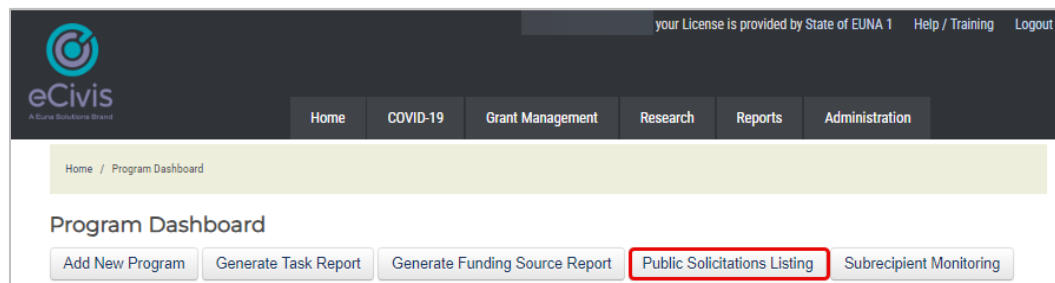 your License is provided by State of EUNA 1 Help / Training Logout
eCivis
A Euna Solutions Brand
Home COVID-19 Grant Management Research Reports Administration
Home / Program Dashboard
Program Dashboard
Add New Program Generate Task Report Generate Funding Source Report Public Solicitations Listing Subrecipient Monitoring